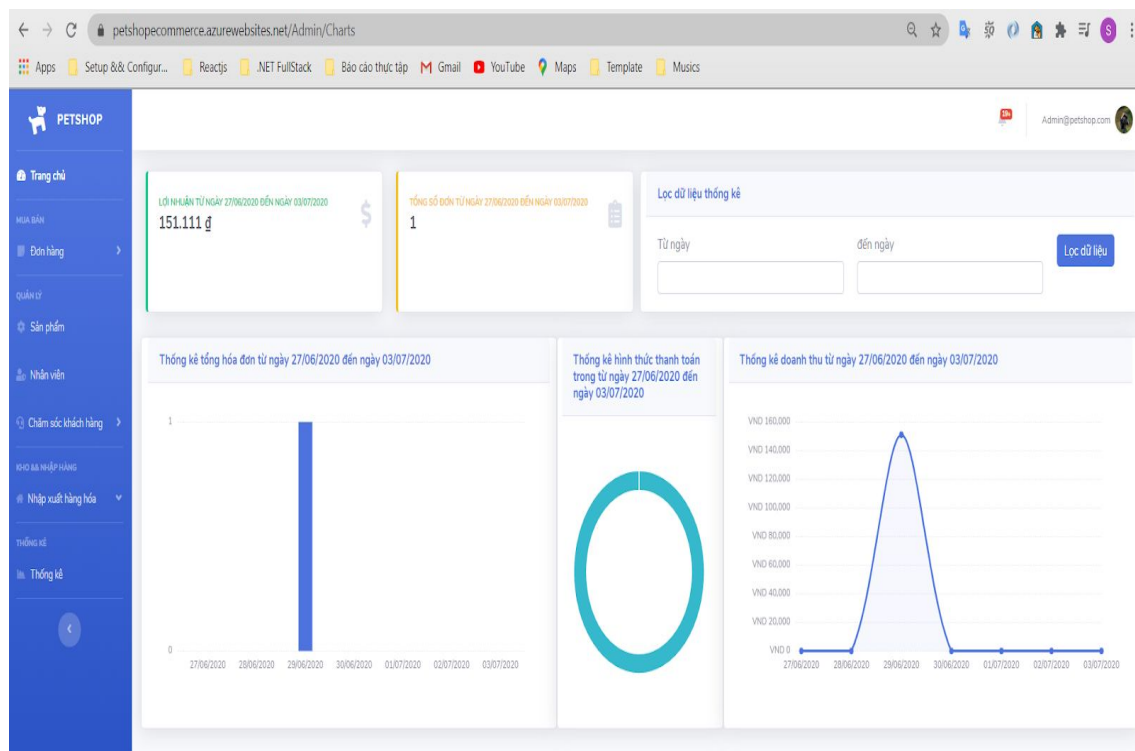 petshopecommerce.azurewebsites.net/Admin/Charts
S
Apps Setup && Configur... Reactjs .NET FullStack Báo cáo thực tập Gmail YouTube Maps Template Musics
PETSHOP
Admin@petshop.com
Trang chủ
MUA BÁN
Đơn hàng
QUẢN LÝ
Sản phẩm
Nhân viên
Chăm sóc khách hàng
KHO && NHẬP HÀNG
Nhập xuất hàng hóa
THỐNG KÊ
Thống kê
LỢI NHUẬN TỪ NGÀY 27/06/2020 ĐẾN NGÀY 03/07/2020
151.111 ₫
TỔNG SỐ ĐƠN TỪ NGÀY 27/06/2020 ĐẾN NGÀY 03/07/2020
1
Lọc dữ liệu thống kê
Từ ngày
đến ngày
Lọc dữ liệu
Thống kê tổng hóa đơn từ ngày 27/06/2020 đến ngày 03/07/2020
1
0
27/06/2020 28/06/2020 29/06/2020 30/06/2020 01/07/2020 02/07/2020 03/07/2020
Thống kê hình thức thanh toán
trong từ ngày 27/06/2020 đến
ngày 03/07/2020
Thống kê doanh thu từ ngày 27/06/2020 đến ngày 03/07/2020
VND 160,000
VND 140,000
VND 120,000
VND 100,000
VND 80,000
VND 60,000
VND 40,000
VND 20,000
VND 0
27/06/2020 28/06/2020 29/06/2020 30/06/2020 01/07/2020 02/07/2020 03/07/2020